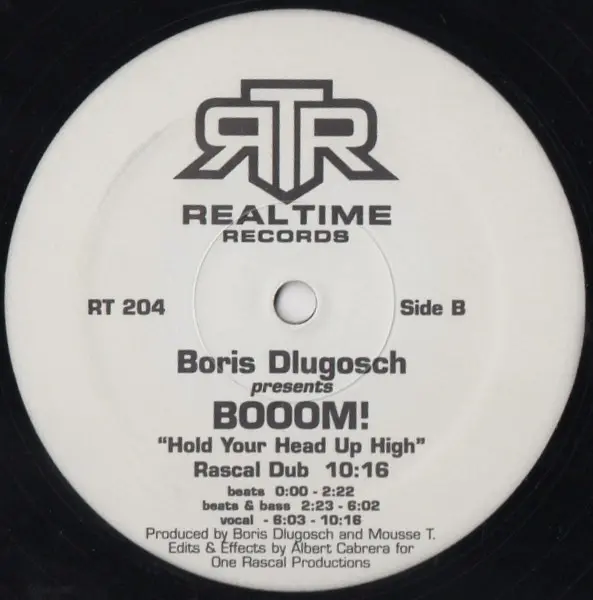 RTR
REALTIME
RECORDS
RT 204
Side B
Boris Dlugosch
presents
BOOOM!
"Hold Your Head Up High"
Rascal Dub 10:16
beats 0:00 - 2:22
beats & bass 2:23 - 6:02
vocal - 6:03 - 10:16
Produced by Boris Dlugosch and Mousse T.
Edits & Effects by Albert Cabrera for
One Rascal Productions